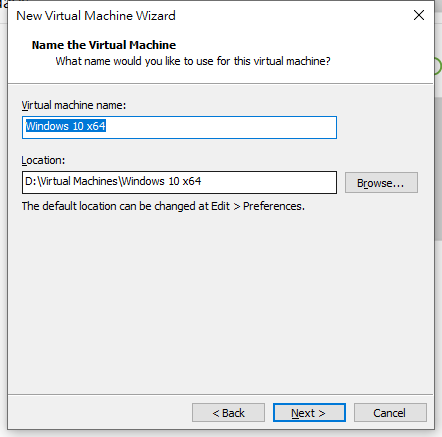 New Virtual Machine Wizard
Name the Virtual Machine
What name would you like to use for this virtual machine?
Virtual machine name:
Windows 10 x64
Location:
D:\Virtual Machines\Windows 10 x64
Browse...
The default location can be changed at Edit > Preferences.
< Back
Next >
Cancel